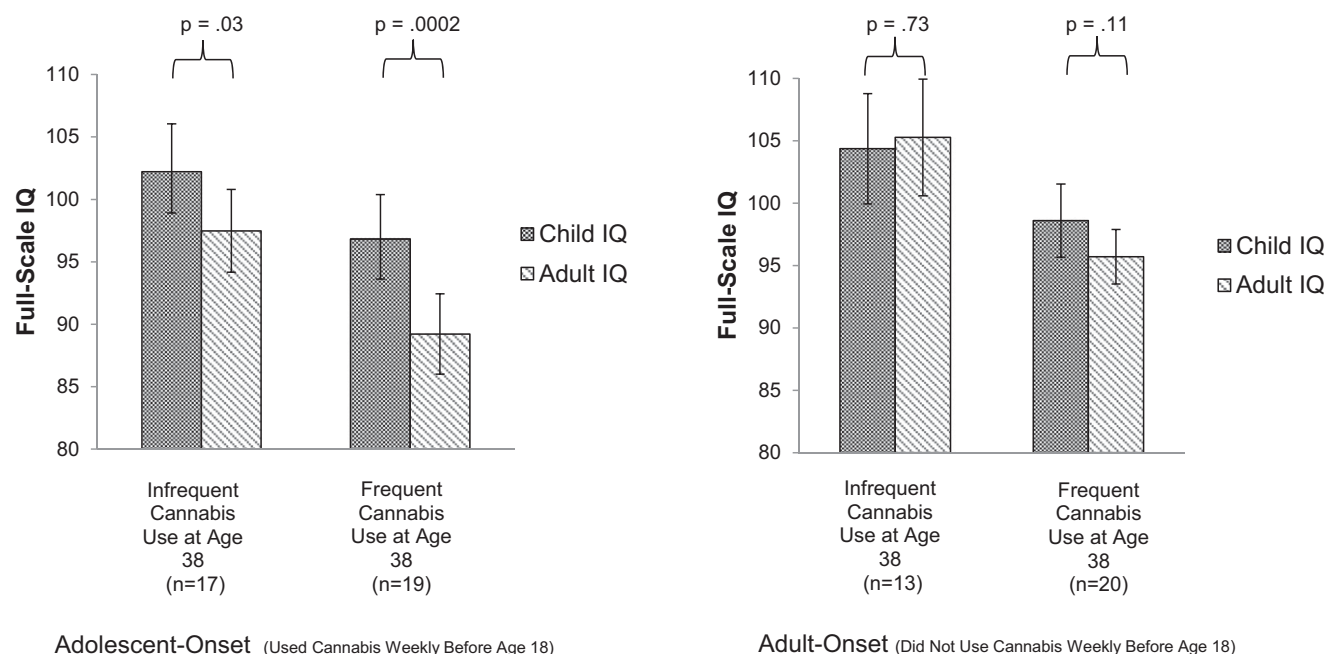 p = .03
p = .0002
110
105
100
95
90
85
80
Full-Scale IQ
Child IQ
Adult IQ
Infrequent
Cannabis
Use at Age
38
(n=17)
Frequent
Cannabis
Use at Age
38
(n=19)
Adolescent-Onset (Used Cannabis Weekly Before Age 18)
p = .73
p = .11
110
105
100
95
90
85
80
Full-Scale IQ
Child IQ
Adult IQ
Infrequent
Cannabis
Use at Age
38
(n=13)
Frequent
Cannabis
Use at Age
38
(n=20)
Adult-Onset (Did Not Use Cannabis Weekly Before Age 18)